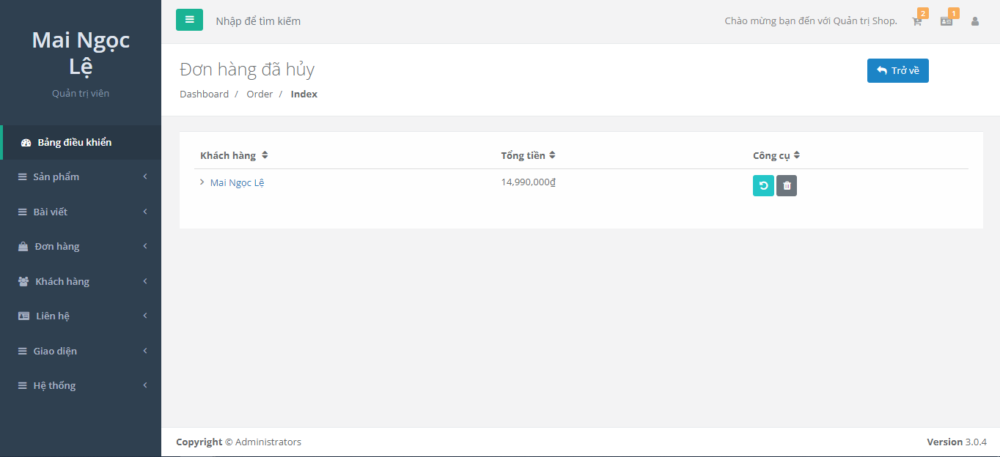 Mai Ngọc
Lệ
Quản trị viên
Bảng điều khiển
Sản phẩm
Bài viết
Đơn hàng
Khách hàng
Liên hệ
Giao diện
Hệ thống
Nhập để tìm kiếm
Chào mừng bạn đến với Quản trị Shop.
2
1
Đơn hàng đã hủy
Trở về
Dashboard / Order / Index
Khách hàng Tổng tiền Công cụ
Mai Ngọc Lệ 14,990,000₫
Copyright © Administrators
Version 3.0.4